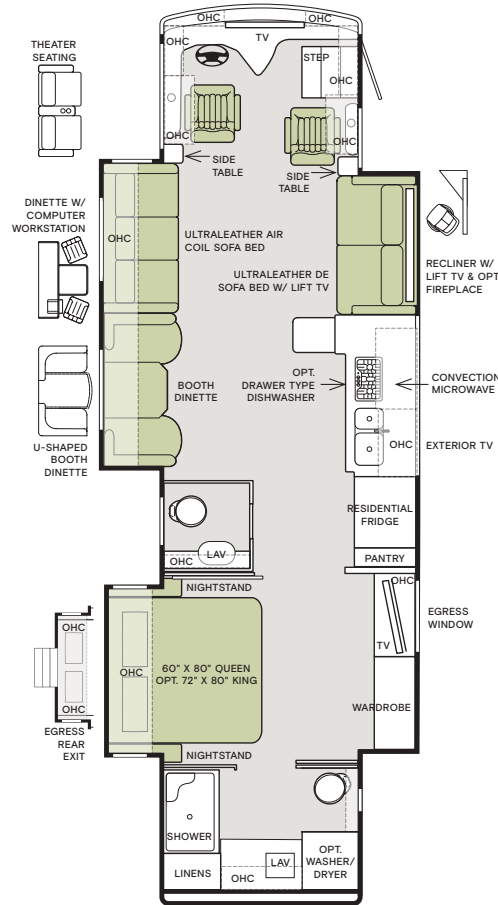 OHC
OHC
OHC
TV
THEATER
SEATING
STEP
OHC
OHC
OHC
SIDE
TABLE
SIDE
TABLE
DINETTE W/
COMPUTER
WORKSTATION
OHC
ULTRALEATHER AIR
COIL SOFA BED
ULTRALEATHER DE
SOFA BED W/ LIFT TV
RECLINER W/
LIFT TV & OPT
FIREPLACE
OPT.
DRAWER TYPE
DISHWASHER
CONVECTION
MICROWAVE
BOOTH
DINETTE
U-SHAPED
BOOTH
DINETTE
OHC
EXTERIOR TV
RESIDENTIAL
FRIDGE
PANTRY
OHC
LAV
NIGHTSTAND
OHC
TV
EGRESS
WINDOW
OHC
OHC
EGRESS
REAR
EXIT
OHC
60" X 80" QUEEN
OPT. 72" X 80" KING
WARDROBE
NIGHTSTAND
SHOWER
LINENS
OHC
LAV
OPT.
WASHER/
DRYER